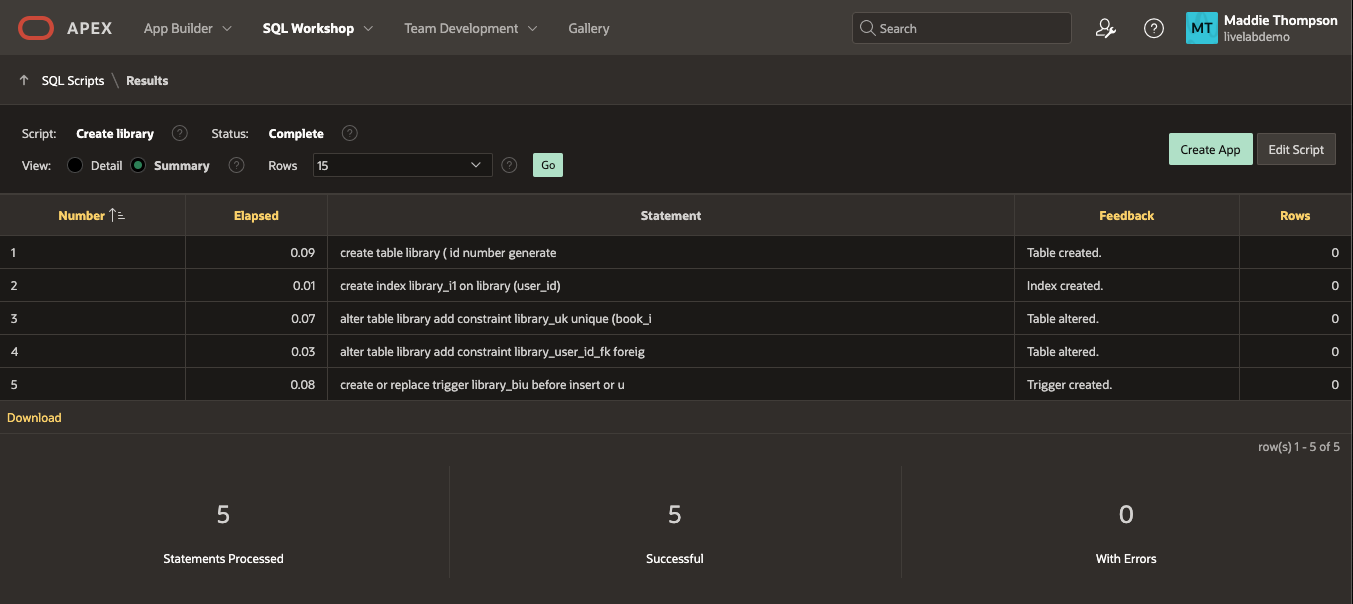 APEX App Builder SQL Workshop Team Development Gallery Search ? MT Maddie Thompson
livelabdemo
SQL Scripts \ Results
Script: Create library ? Status: Complete ?
View: Detail Summary ? Rows 15 ? Go Create App Edit Script
Number Elapsed Statement Feedback Rows
1 0.09 create table library ( id number generate Table created. 0
2 0.01 create index library_i1 on library (user_id) Index created. 0
3 0.07 alter table library add constraint library_uk unique (book_i Table altered. 0
4 0.03 alter table library add constraint library_user_id_fk foreig Table altered. 0
5 0.08 create or replace trigger library_biu before insert or u Trigger created. 0
Download
row(s) 1 - 5 of 5
5 5 0
Statements Processed Successful With Errors